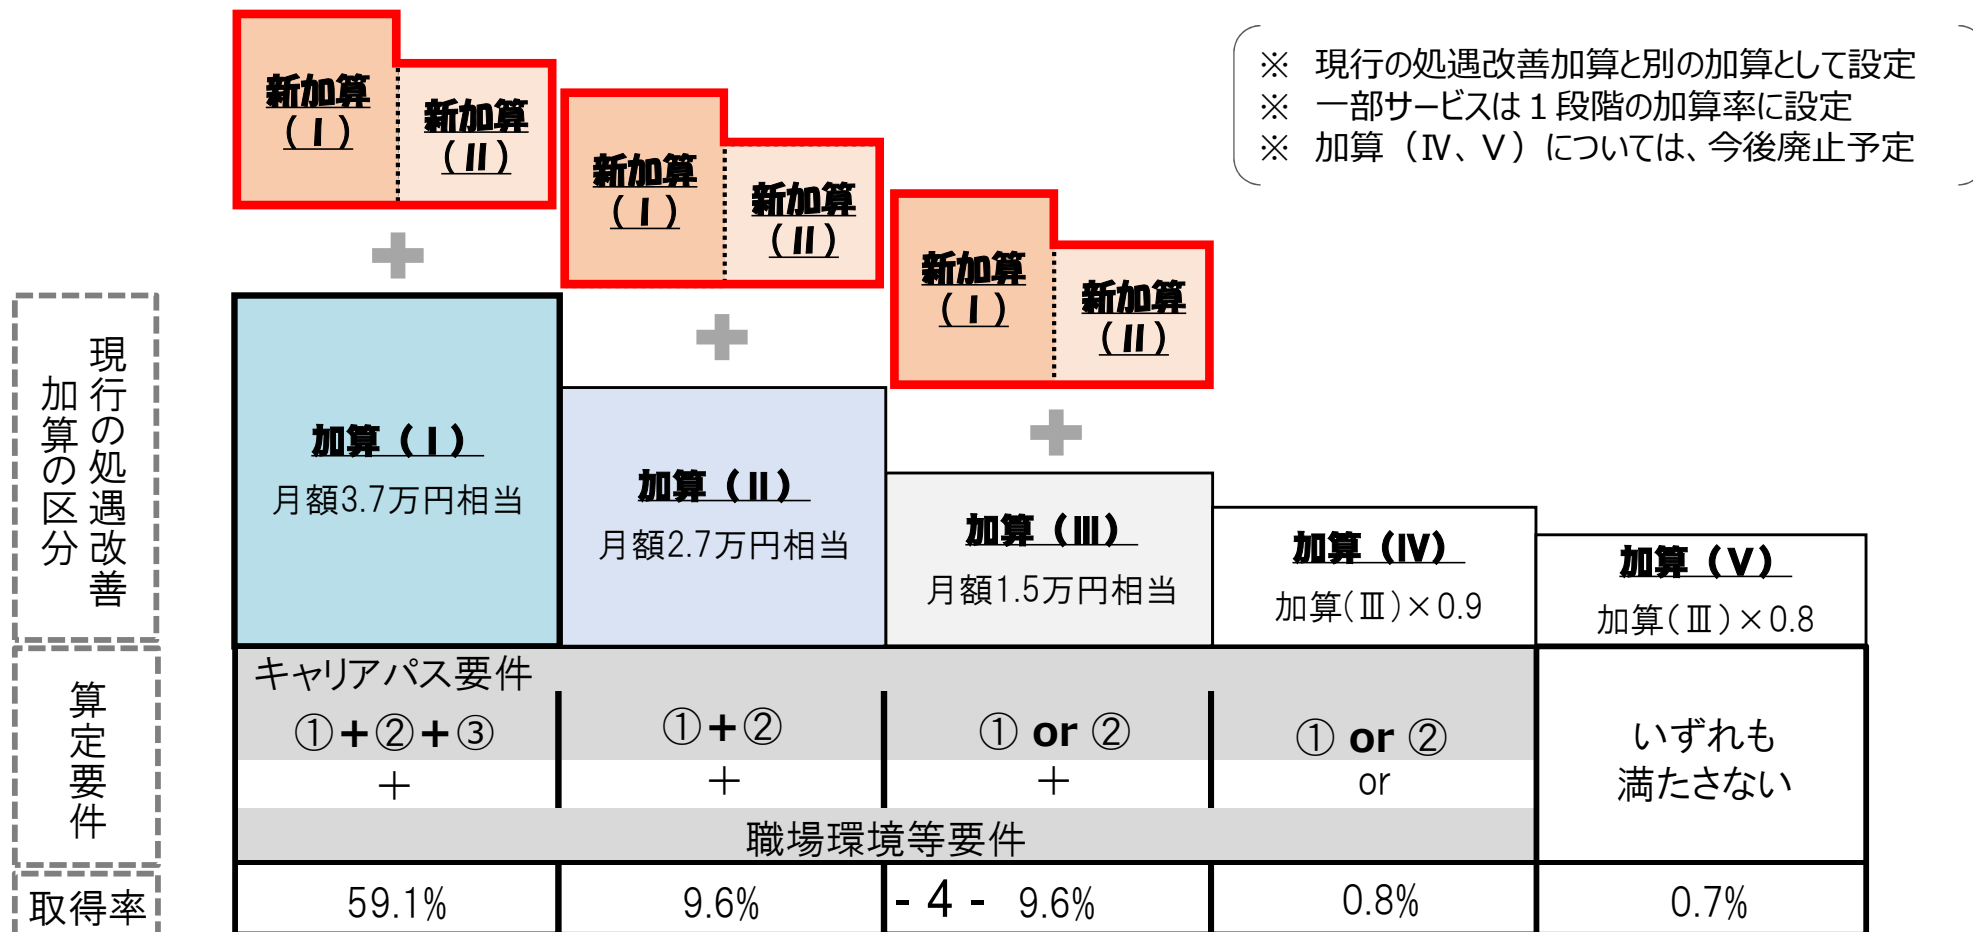 ※ 現行の処遇改善加算と別の加算として設定
※ 一部サービスは１段階の加算率に設定
※ 加算（Ⅳ、Ⅴ）については、今後廃止予定
新加算
（Ⅰ）
新加算
（Ⅱ）
新加算
（Ⅰ）
新加算
（Ⅱ）
新加算
（Ⅰ）
新加算
（Ⅱ）
現行の処遇改善
加算の区分
加算（Ⅰ）
月額3.7万円相当
加算（Ⅱ）
月額2.7万円相当
加算（Ⅲ）
月額1.5万円相当
加算（Ⅳ）
加算(Ⅲ)×0.9
加算（Ⅴ）
加算(Ⅲ)×0.8
算定要件
キャリアパス要件
①+②+③
①+②
① or ②
① or ②
＋
＋
＋
or
職場環境等要件
いずれも
満たさない
取得率
59.1%
9.6%
- 4 -
9.6%
0.8%
0.7%